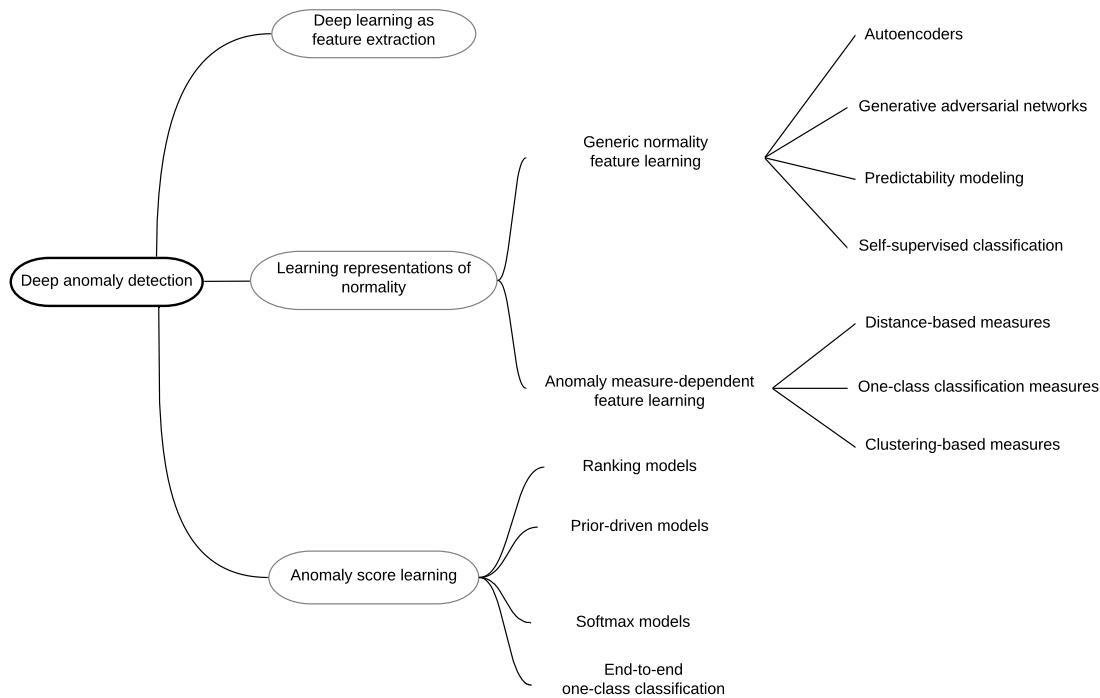 Deep learning as
feature extraction
Autoencoders
Generative adversarial networks
Generic normality
feature learning
Predictability modeling
Self-supervised classification
Deep anomaly detection
Learning representations of
normality
Distance-based measures
Anomaly measure-dependent
feature learning
One-class classification measures
Clustering-based measures
Ranking models
Prior-driven models
Anomaly score learning
Softmax models
End-to-end
one-class classification